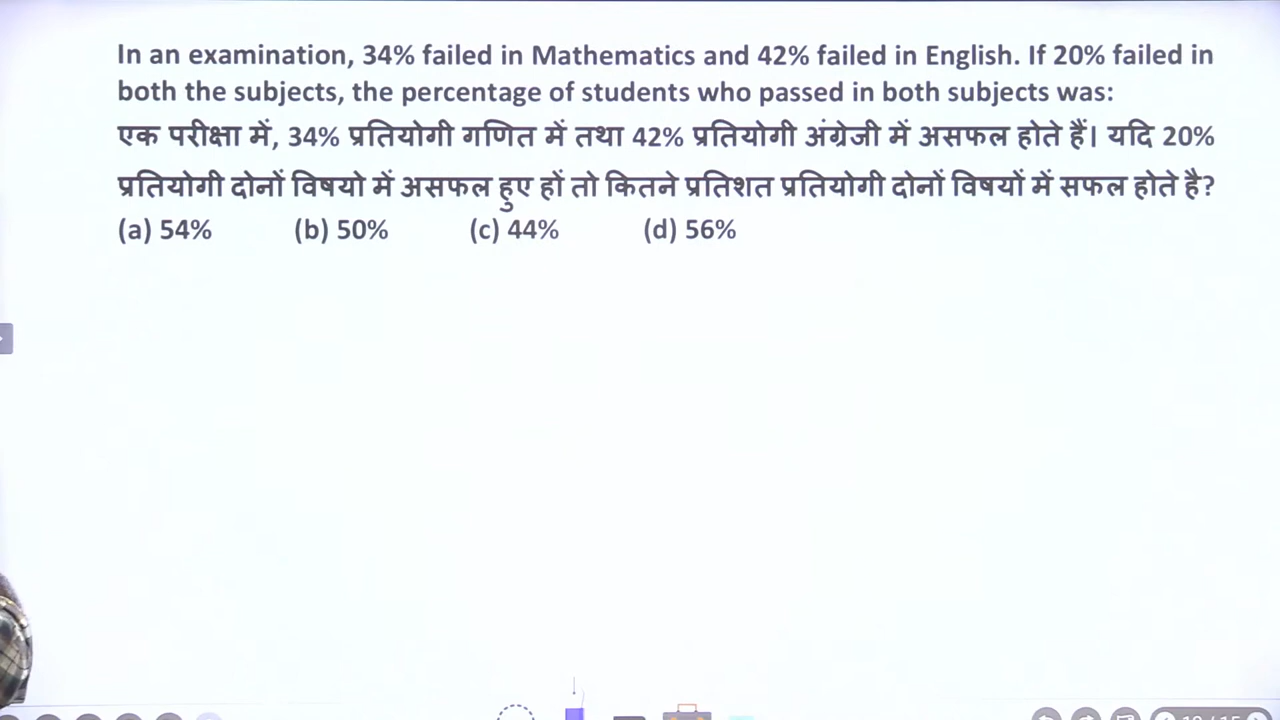 In an examination, 34% failed in Mathematics and 42% failed in English. If 20% failed in
both the subjects, the percentage of students who passed in both subjects was:
एक परीक्षा में, 34% प्रतियोगी गणित में तथा 42% प्रतियोगी अंग्रेजी में असफल होते हैं। यदि 20%
प्रतियोगी दोनों विषयो में असफल हुए हों तो कितने प्रतिशत प्रतियोगी दोनों विषयों में सफल होते है?
(a) 54% (b) 50% (c) 44% (d) 56%